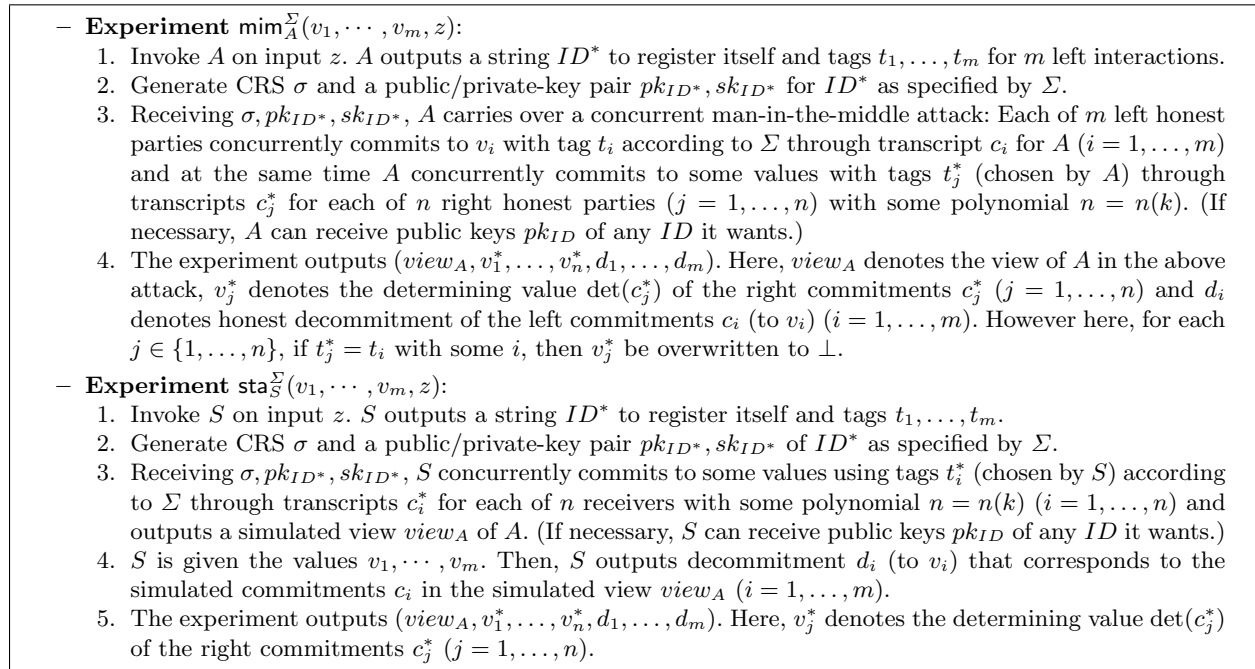 – Experiment mim^Σ_A(v_1, · · · , v_m, z):
1. Invoke A on input z. A outputs a string ID* to register itself and tags t_1, . . . , t_m for m left interactions.
2. Generate CRS σ and a public/private-key pair pk_{ID*}, sk_{ID*} for ID* as specified by Σ.
3. Receiving σ, pk_{ID*}, sk_{ID*}, A carries over a concurrent man-in-the-middle attack: Each of m left honest
parties concurrently commits to v_i with tag t_i according to Σ through transcript c_i for A (i = 1, . . . , m)
and at the same time A concurrently commits to some values with tags t*_j (chosen by A) through
transcripts c*_j for each of n right honest parties (j = 1, . . . , n) with some polynomial n = n(k). (If
necessary, A can receive public keys pk_{ID} of any ID it wants.)
4. The experiment outputs (view_A, v*_1, . . . , v*_n, d_1, . . . , d_m). Here, view_A denotes the view of A in the above
attack, v*_j denotes the determining value det(c*_j) of the right commitments c*_j (j = 1, . . . , n) and d_i
denotes honest decommitment of the left commitments c_i (to v_i) (i = 1, . . . , m). However here, for each
j ∈ {1, . . . , n}, if t*_j = t_i with some i, then v*_j be overwritten to ⊥.
– Experiment sta^Σ_S(v_1, · · · , v_m, z):
1. Invoke S on input z. S outputs a string ID* to register itself and tags t_1, . . . , t_m.
2. Generate CRS σ and a public/private-key pair pk_{ID*}, sk_{ID*} of ID* as specified by Σ.
3. Receiving σ, pk_{ID*}, sk_{ID*}, S concurrently commits to some values using tags t*_i (chosen by S) according
to Σ through transcripts c*_i for each of n receivers with some polynomial n = n(k) (i = 1, . . . , n) and
outputs a simulated view view_A of A. (If necessary, S can receive public keys pk_{ID} of any ID it wants.)
4. S is given the values v_1, · · · , v_m. Then, S outputs decommitment d_i (to v_i) that corresponds to the
simulated commitments c_i in the simulated view view_A (i = 1, . . . , m).
5. The experiment outputs (view_A, v*_1, . . . , v*_n, d_1, . . . , d_m). Here, v*_j denotes the determining value det(c*_j)
of the right commitments c*_j (j = 1, . . . , n).